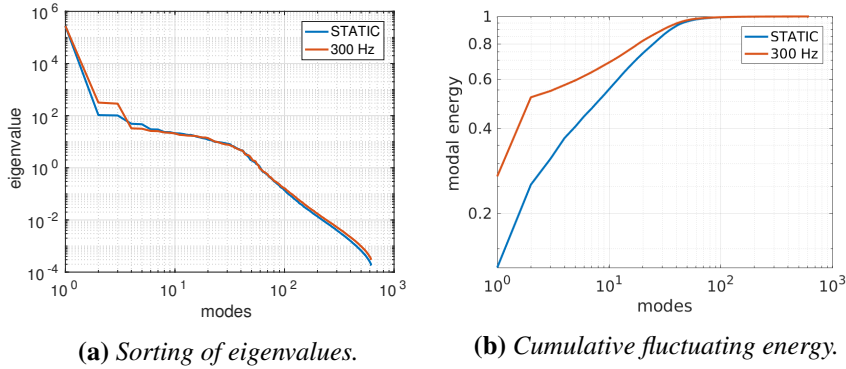 10^6
10^4
10^2
10^0
10^-2
10^-4
eigenvalue
STATIC
300 Hz
10^0
10^1
10^2
10^3
modes
(a) Sorting of eigenvalues.
1
0.8
0.6
0.4
0.2
modal energy
STATIC
300 Hz
10^0
10^1
10^2
10^3
modes
(b) Cumulative fluctuating energy.